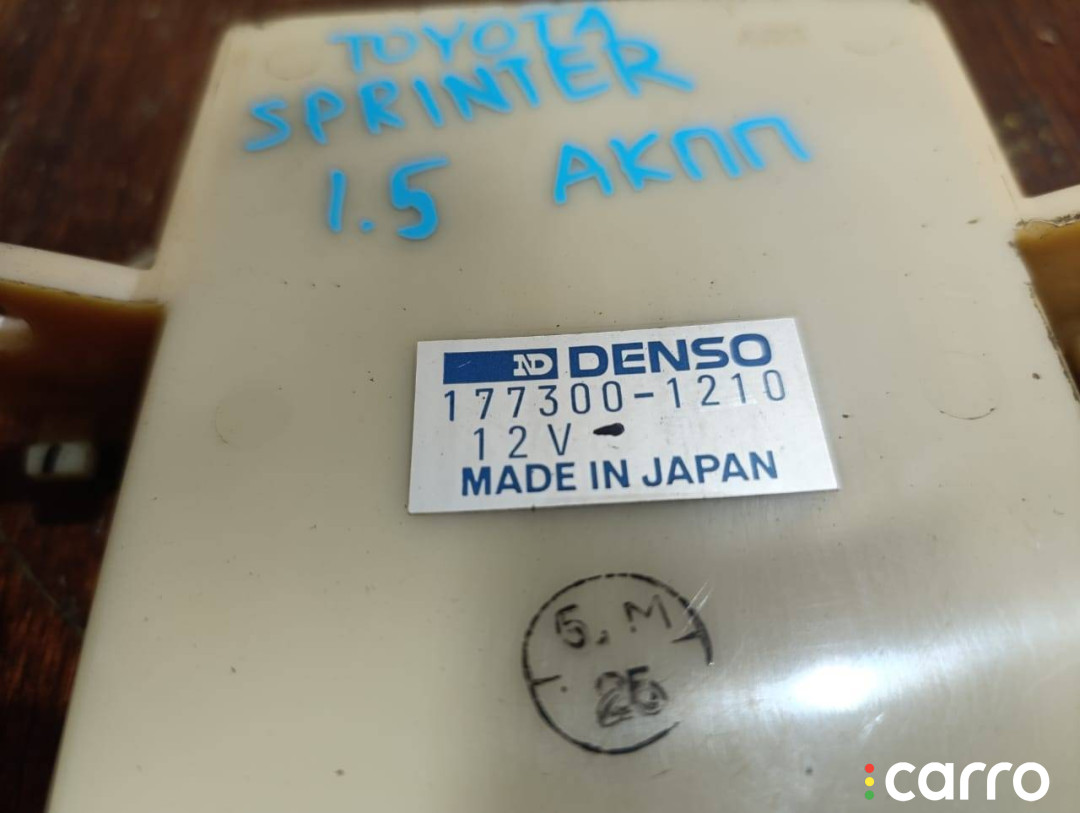 TOYOTA
SPRINTER
1.5 АКПП
ND DENSO
177300-1210
12V
MADE IN JAPAN
5. M
25
carro